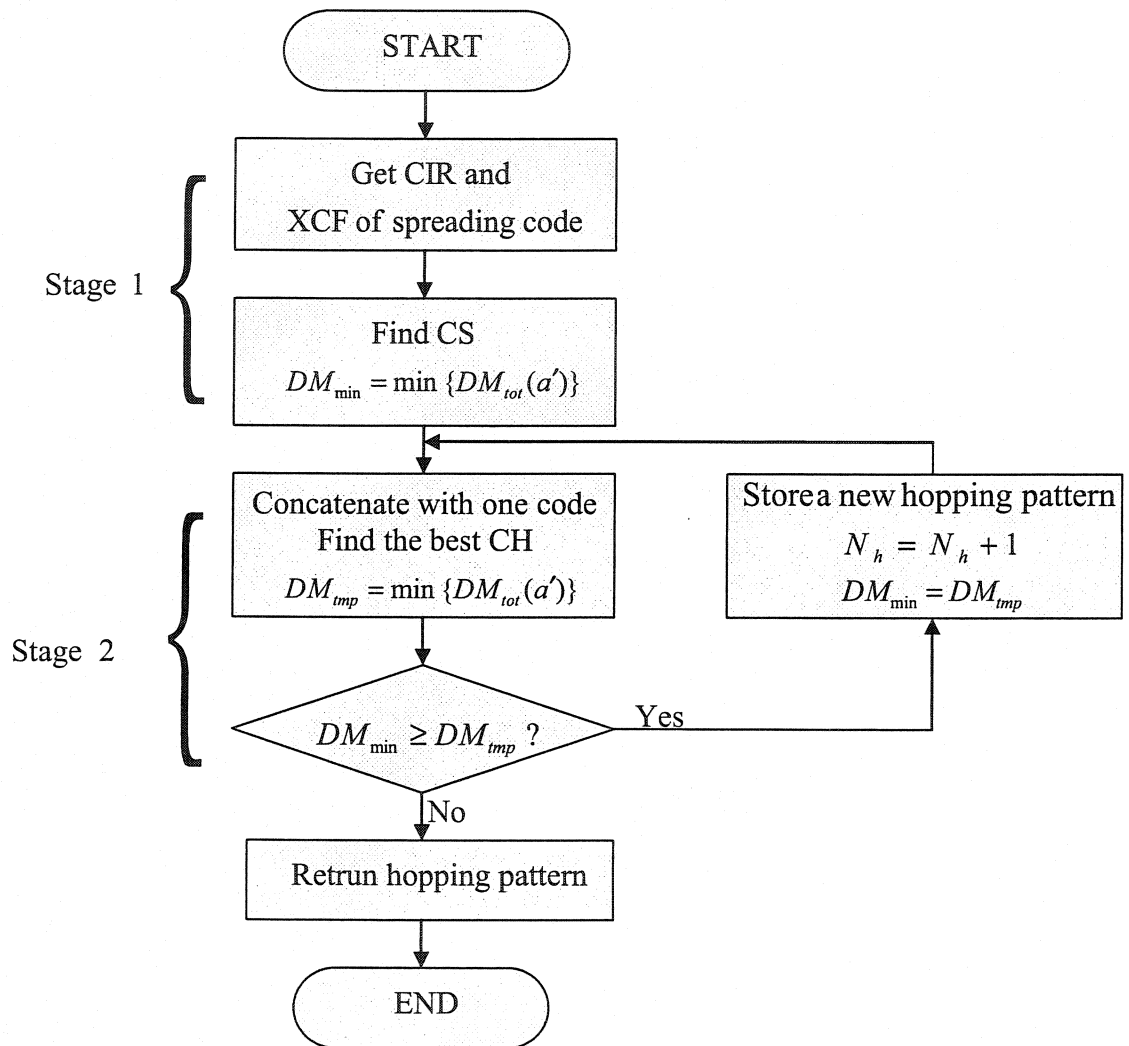 START
Get CIR and
XCF of spreading code
Stage 1
Find CS
DM_min = min {DM_tot(a′)}
Concatenate with one code
Find the best CH
DM_tmp = min {DM_tot(a′)}
Store a new hopping pattern
N_h = N_h + 1
DM_min = DM_tmp
Stage 2
DM_min ≥ DM_tmp ?
Yes
No
Retrun hopping pattern
END